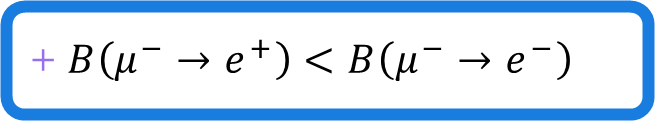 + B(μ⁻ → e⁺) < B(μ⁻ → e⁻)